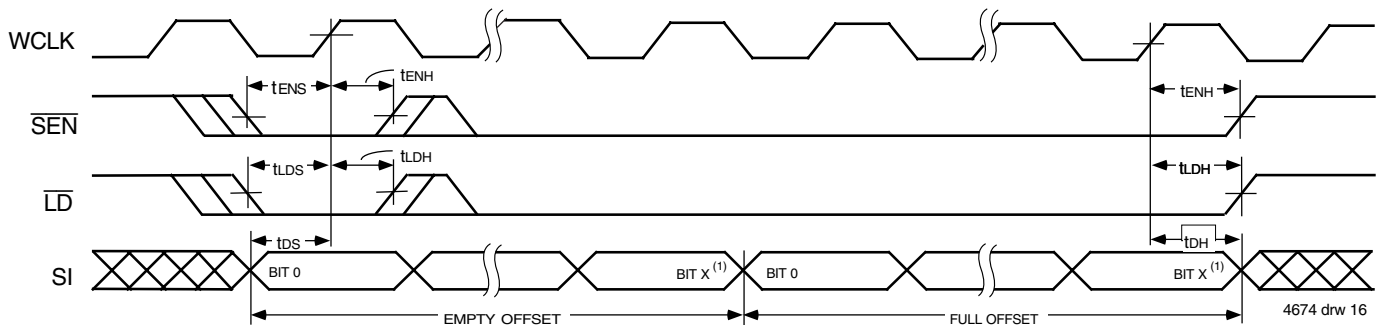 WCLK
tENS
tENH
tENH
SEN
tLDS
tLDH
tLDH
LD
tDS
tDH
SI
BIT 0
BIT X (1)
BIT 0
BIT X (1)
EMPTY OFFSET
FULL OFFSET
4674 drw 16